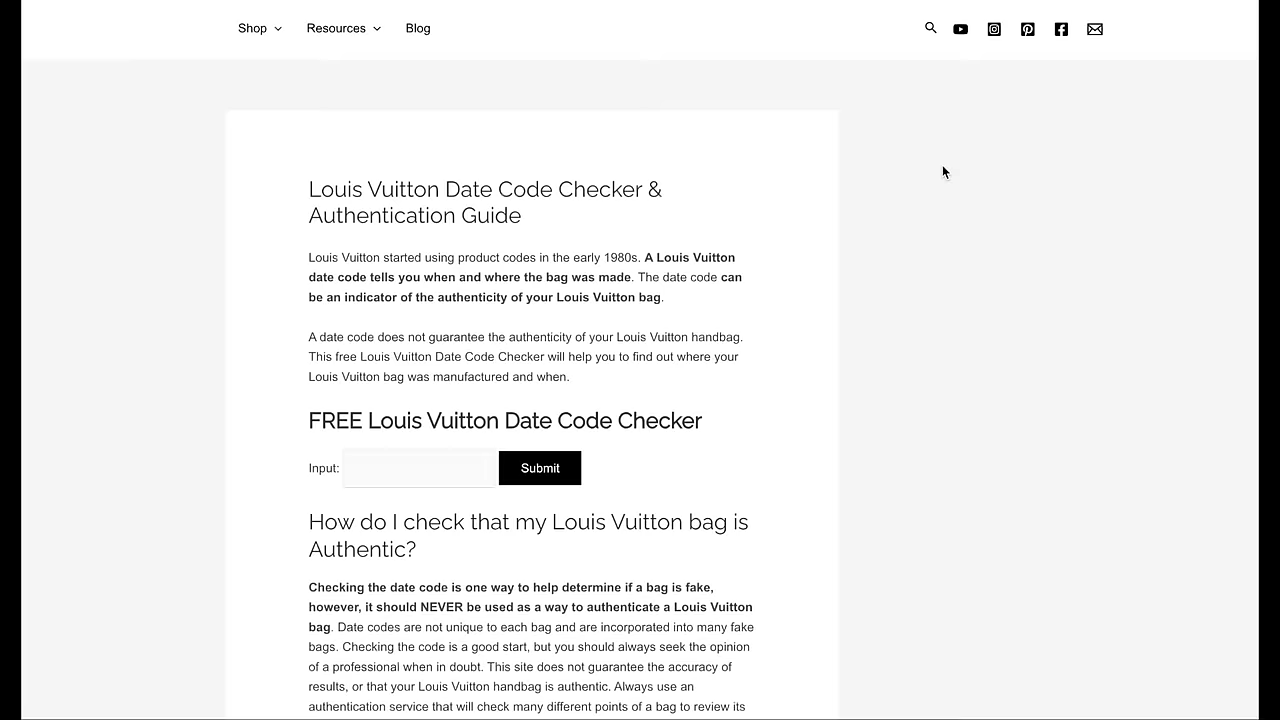 Shop Resources Blog
Louis Vuitton Date Code Checker &
Authentication Guide
Louis Vuitton started using product codes in the early 1980s. A Louis Vuitton
date code tells you when and where the bag was made. The date code can
be an indicator of the authenticity of your Louis Vuitton bag.
A date code does not guarantee the authenticity of your Louis Vuitton handbag.
This free Louis Vuitton Date Code Checker will help you to find out where your
Louis Vuitton bag was manufactured and when.
FREE Louis Vuitton Date Code Checker
Input: Submit
How do I check that my Louis Vuitton bag is
Authentic?
Checking the date code is one way to help determine if a bag is fake,
however, it should NEVER be used as a way to authenticate a Louis Vuitton
bag. Date codes are not unique to each bag and are incorporated into many fake
bags. Checking the code is a good start, but you should always seek the opinion
of a professional when in doubt. This site does not guarantee the accuracy of
results, or that your Louis Vuitton handbag is authentic. Always use an
authentication service that will check many different points of a bag to review its